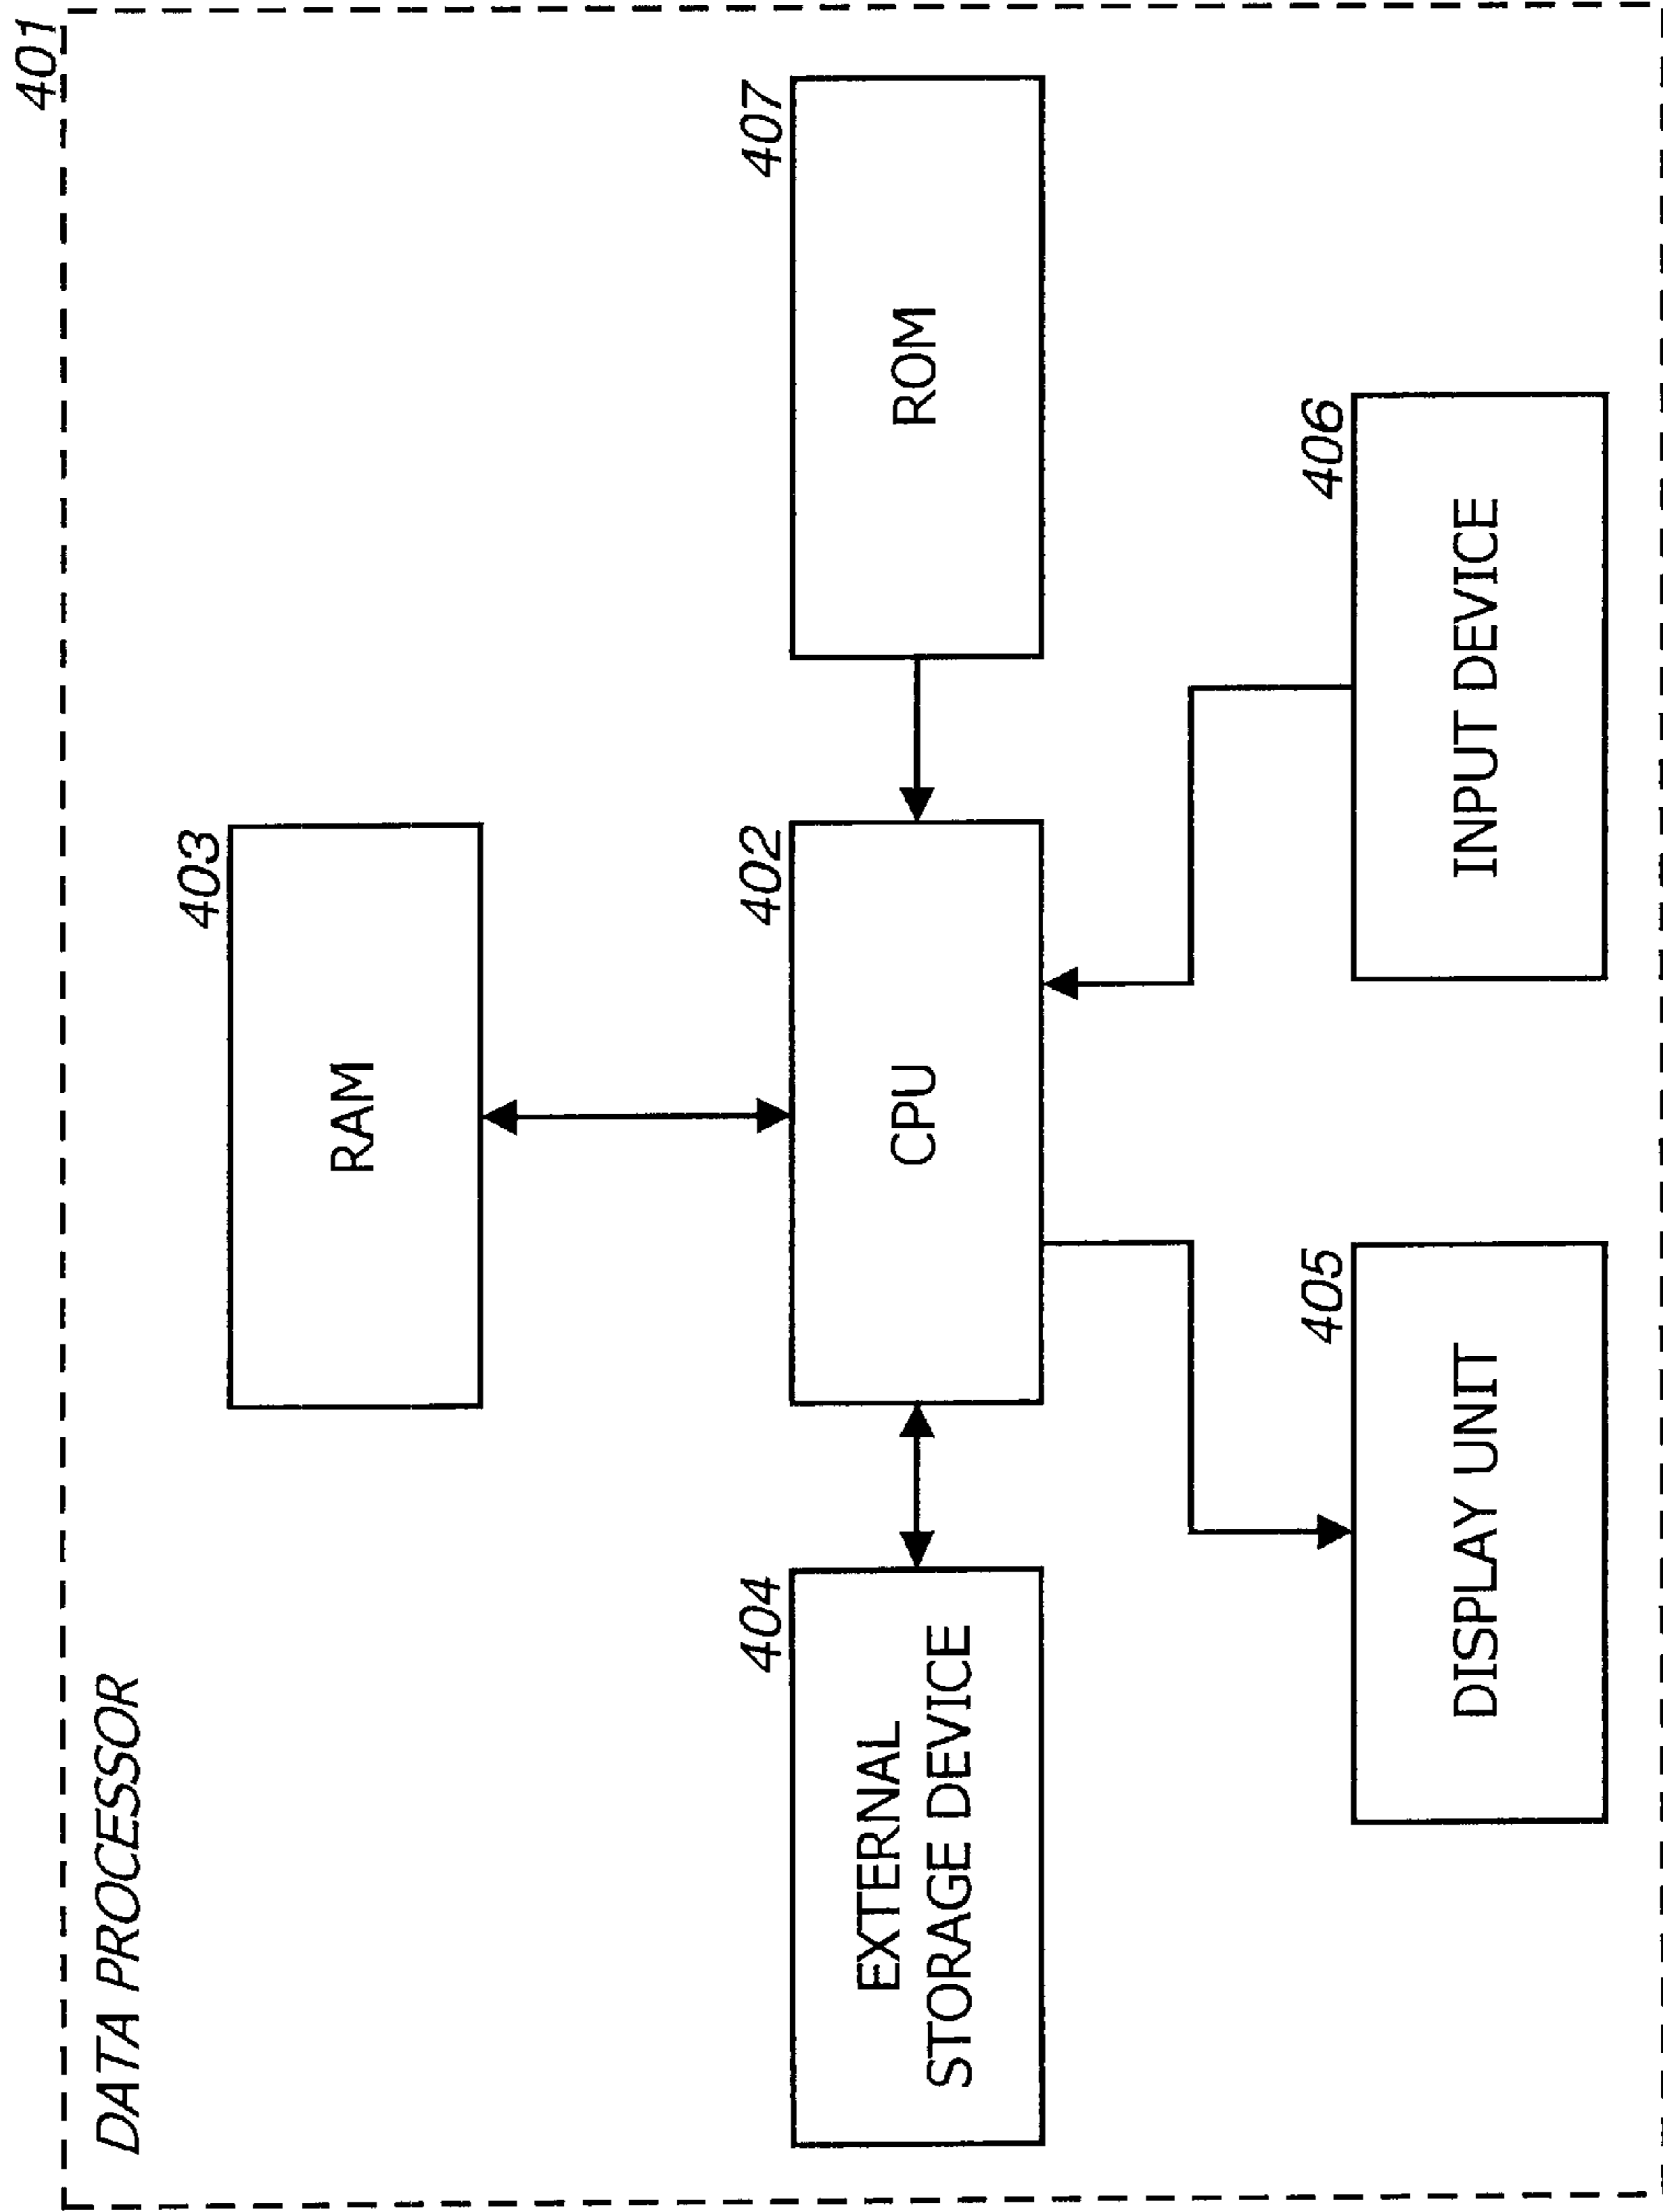 401
DATA PROCESSOR
403
RAM
404
EXTERNAL
STORAGE DEVICE
402
CPU
407
ROM
405
DISPLAY UNIT
406
INPUT DEVICE